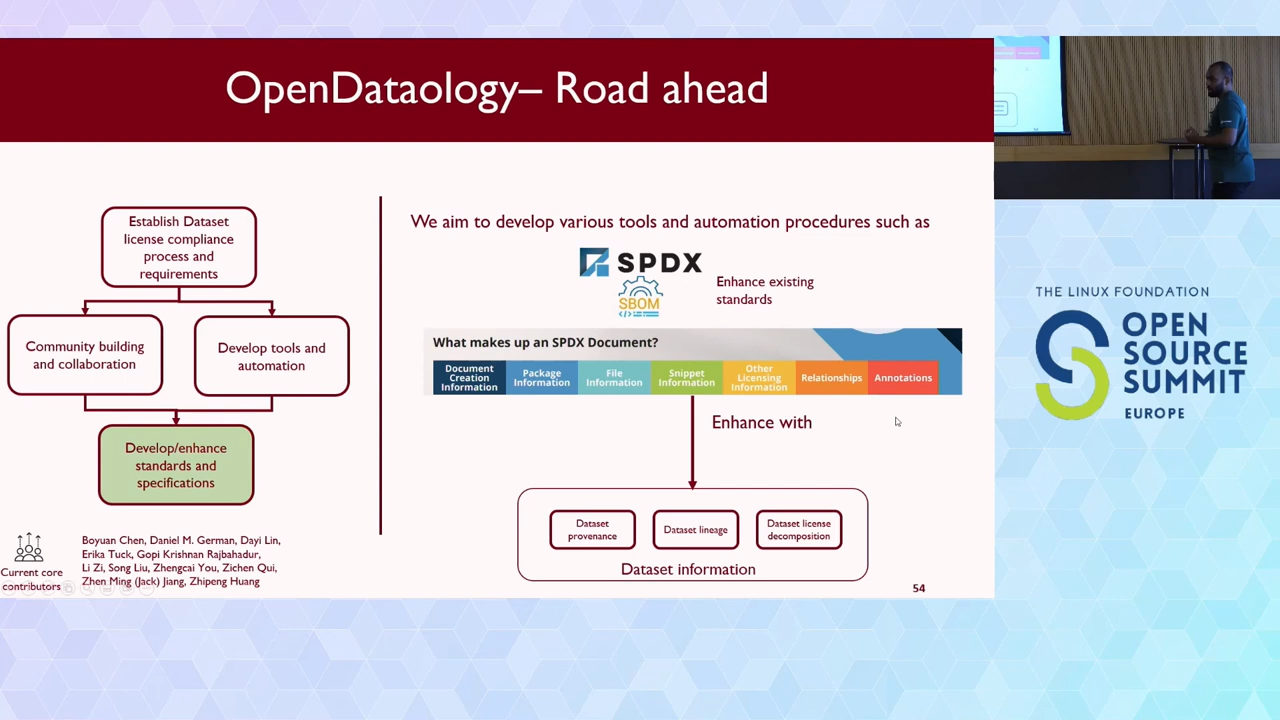 OpenDataology– Road ahead
Establish Dataset
license compliance
process and
requirements
Community building
and collaboration
Develop tools and
automation
Develop/enhance
standards and
specifications
Current core
contributors
Boyuan Chen, Daniel M. German, Dayi Lin,
Erika Tuck, Gopi Krishnan Rajbahadur,
Li Zi, Song Liu, Zhengcai You, Zichen Qui,
Zhen Ming (Jack) Jiang, Zhipeng Huang
We aim to develop various tools and automation procedures such as
SPDX
SBOM
Enhance existing
standards
What makes up an SPDX Document?
Document
Creation
Information
Package
Information
File
Information
Snippet
Information
Other
Licensing
Information
Relationships
Annotations
Enhance with
Dataset
provenance
Dataset lineage
Dataset license
decomposition
Dataset information
54
THE LINUX FOUNDATION
OPEN
SOURCE
SUMMIT
EUROPE